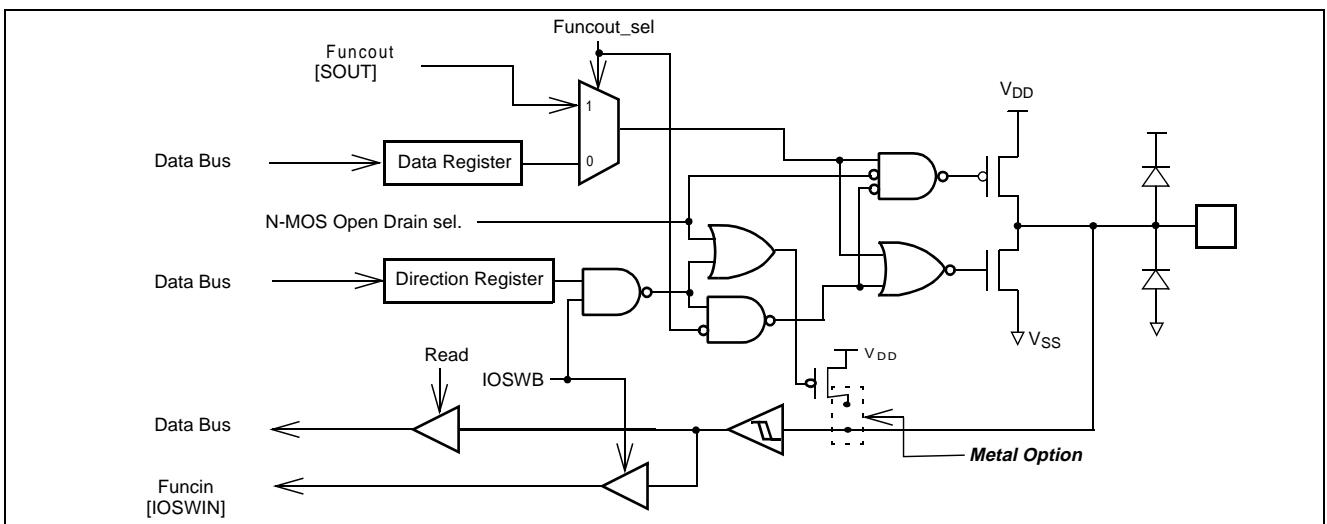 Funcout_sel
Funcout
[SOUT]
1
VDD
Data Bus
Data Register
0
N-MOS Open Drain sel.
Data Bus
Direction Register
VSS
Read
VDD
IOSWB
Data Bus
Metal Option
Funcin
[IOSWIN]